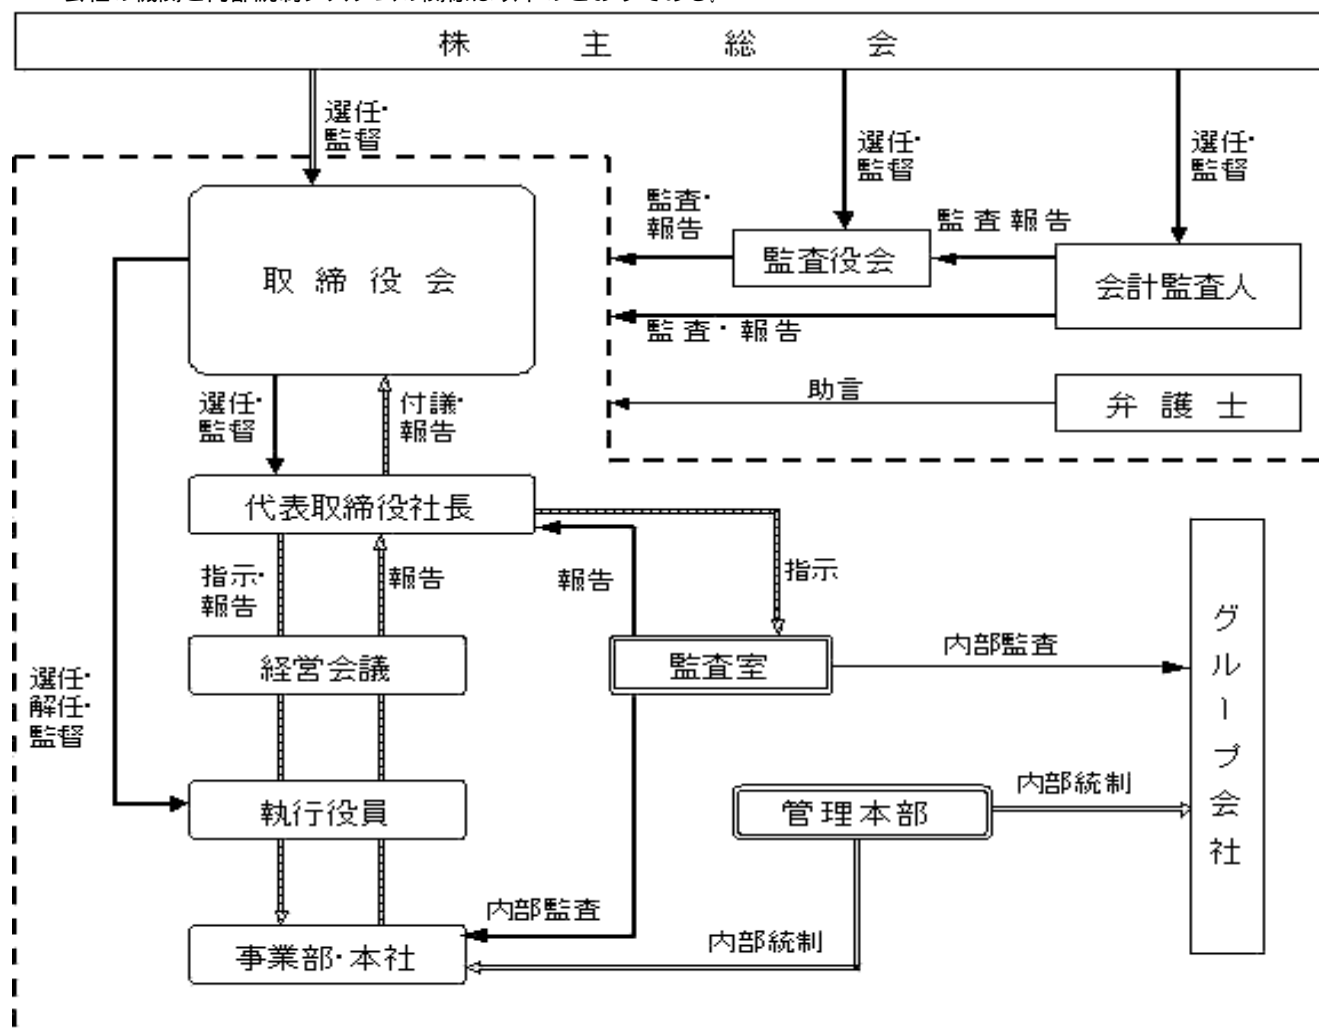 株主総会
選任・
監督
選任・
監督
選任・
監督
監査・
報告
監査報告
取締役会
監査役会
会計監査人
監査・報告
助言
弁護士
選任・
監督
付議・
報告
代表取締役社長
指示・
報告
報告
報告
指示
経営会議
監査室
内部監査
グループ会社
選任・
解任・
監督
執行役員
管理本部
内部統制
内部監査
事業部・本社
内部統制